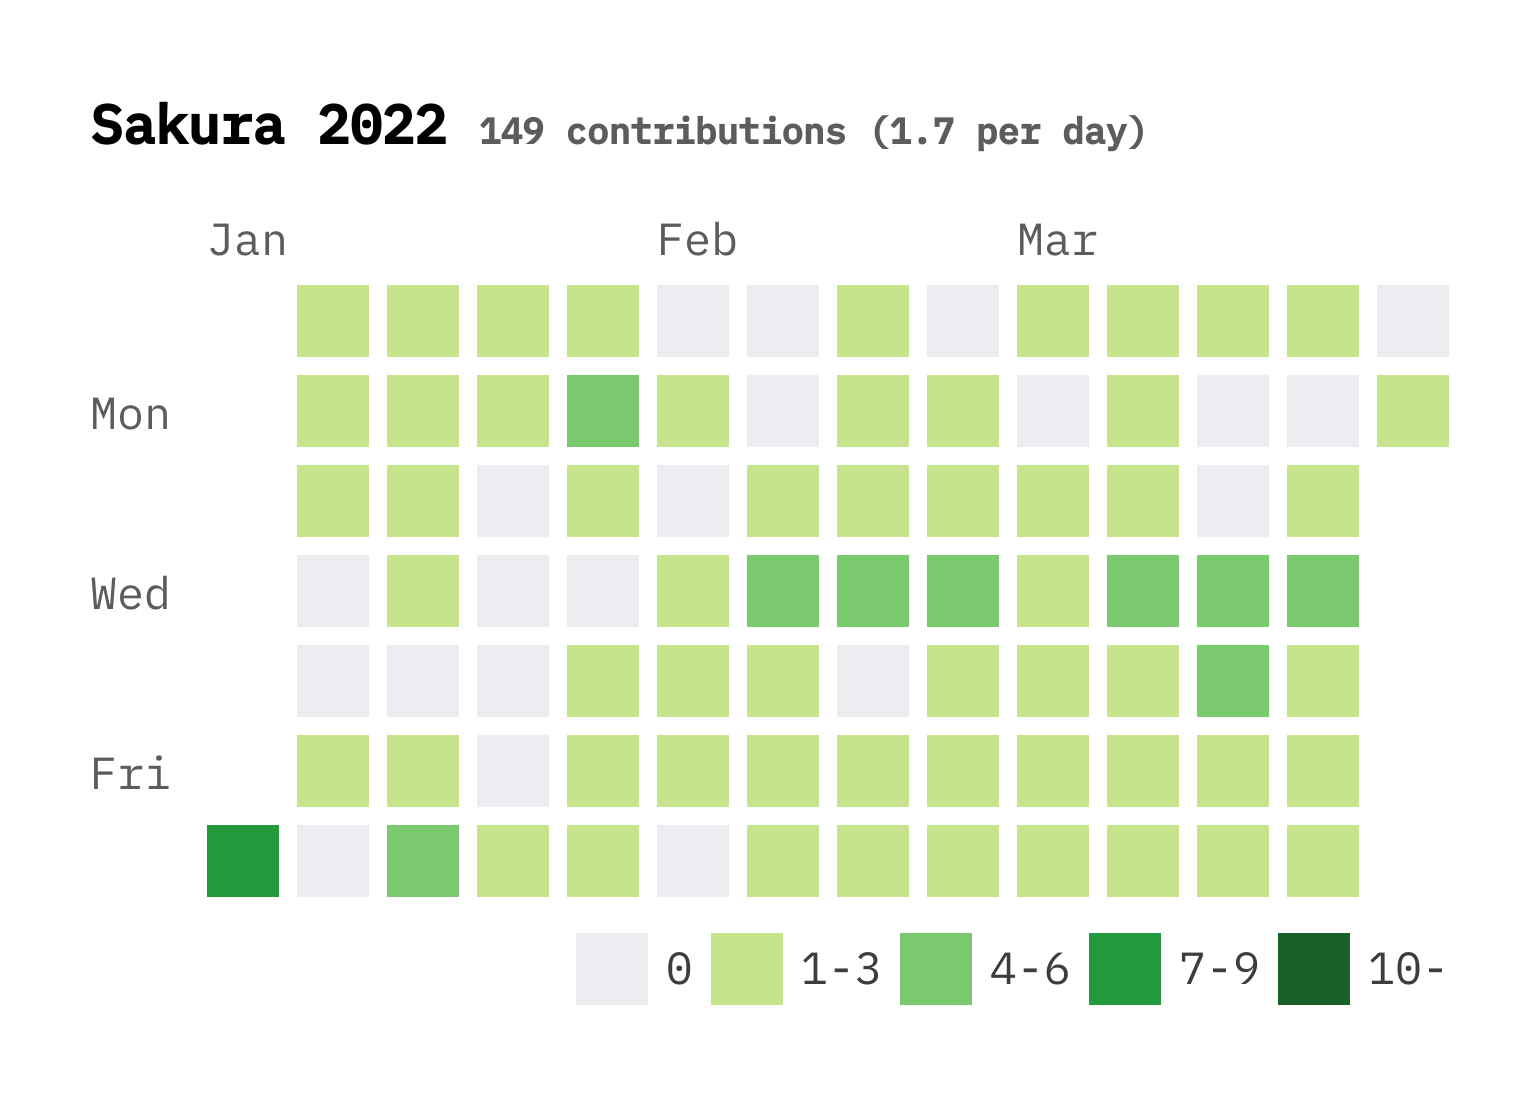 Sakura 2022 149 contributions (1.7 per day)
Jan Feb Mar
Mon
Wed
Fri
0 1-3 4-6 7-9 10-